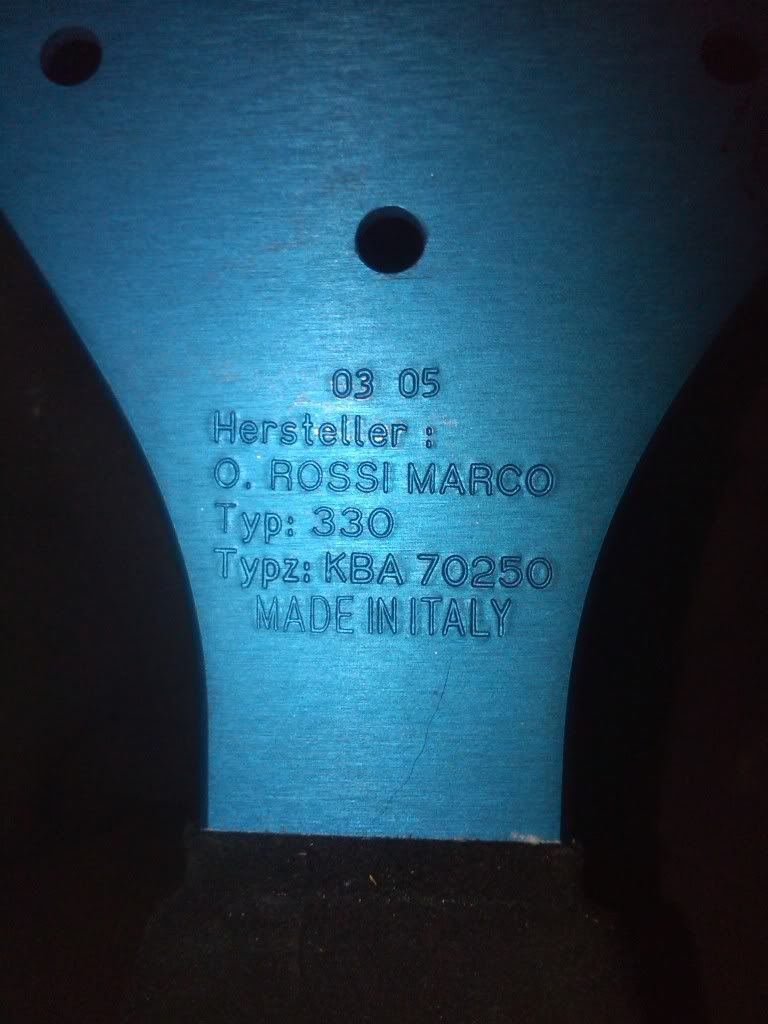 03 05
Hersteller :
O. ROSSI MARCO
Typ: 330
Typz: KBA 70250
MADE IN ITALY